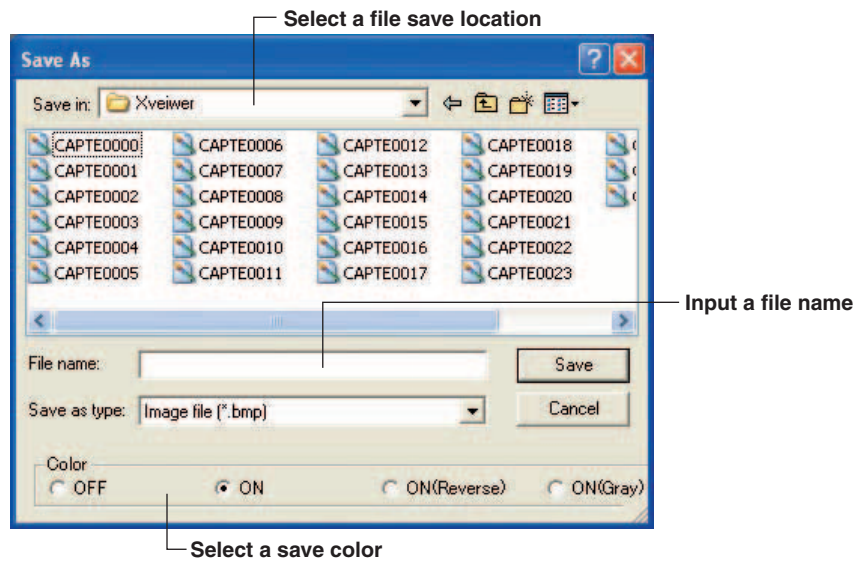 Select a file save location
Save As
Save in: Xveiwer
CAPTE0000 CAPTE0006 CAPTE0012 CAPTE0018
CAPTE0001 CAPTE0007 CAPTE0013 CAPTE0019
CAPTE0002 CAPTE0008 CAPTE0014 CAPTE0020
CAPTE0003 CAPTE0009 CAPTE0015 CAPTE0021
CAPTE0004 CAPTE0010 CAPTE0016 CAPTE0022
CAPTE0005 CAPTE0011 CAPTE0017 CAPTE0023
Input a file name
File name: Save
Save as type: Image file (*.bmp) Cancel
Color
OFF ON ON(Reverse) ON(Gray)
Select a save color